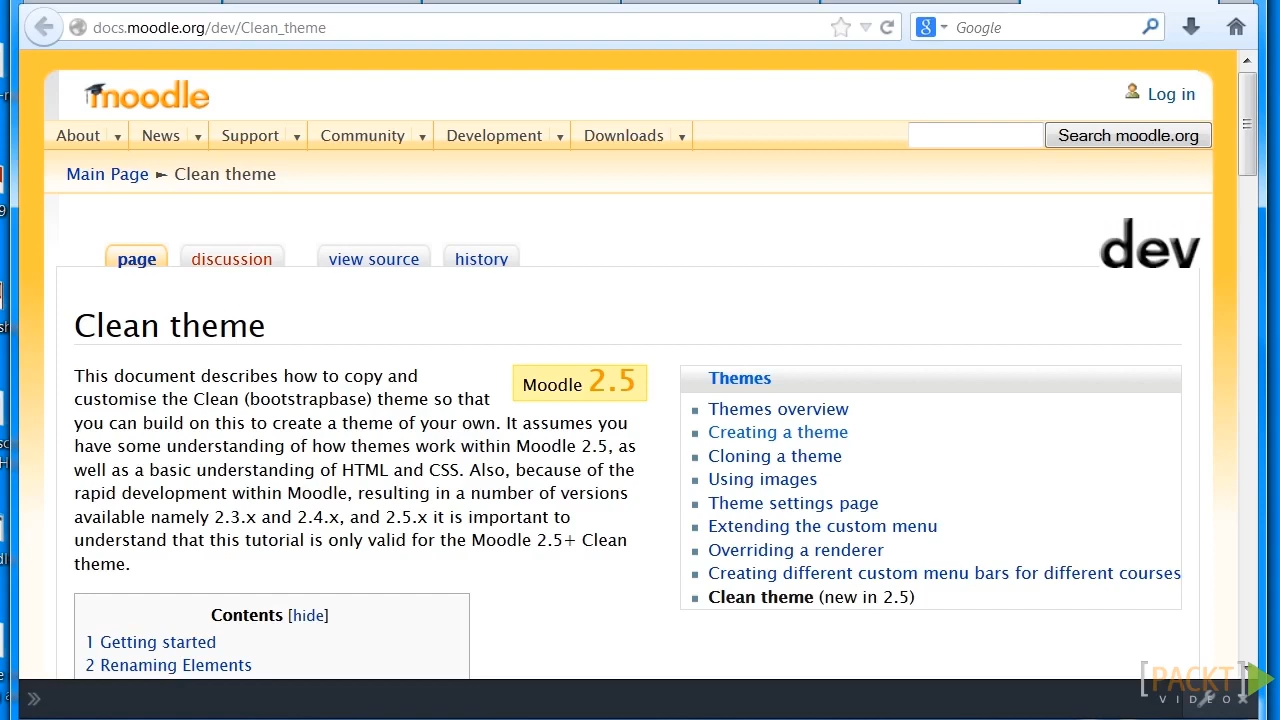 docs.moodle.org/dev/Clean_theme
Google
moodle
Log in
About News Support Community Development Downloads
Search moodle.org
Main Page ► Clean theme
dev
page discussion view source history
Clean theme
This document describes how to copy and
customise the Clean (bootstrapbase) theme so that
you can build on this to create a theme of your own. It assumes you
have some understanding of how themes work within Moodle 2.5, as
well as a basic understanding of HTML and CSS. Also, because of the
rapid development within Moodle, resulting in a number of versions
available namely 2.3.x and 2.4.x, and 2.5.x it is important to
understand that this tutorial is only valid for the Moodle 2.5+ Clean
theme.
Moodle 2.5
Themes
Themes overview
Creating a theme
Cloning a theme
Using images
Theme settings page
Extending the custom menu
Overriding a renderer
Creating different custom menu bars for different courses
Clean theme (new in 2.5)
Contents [hide]
1 Getting started
2 Renaming Elements
[PACKT]
VIDEO